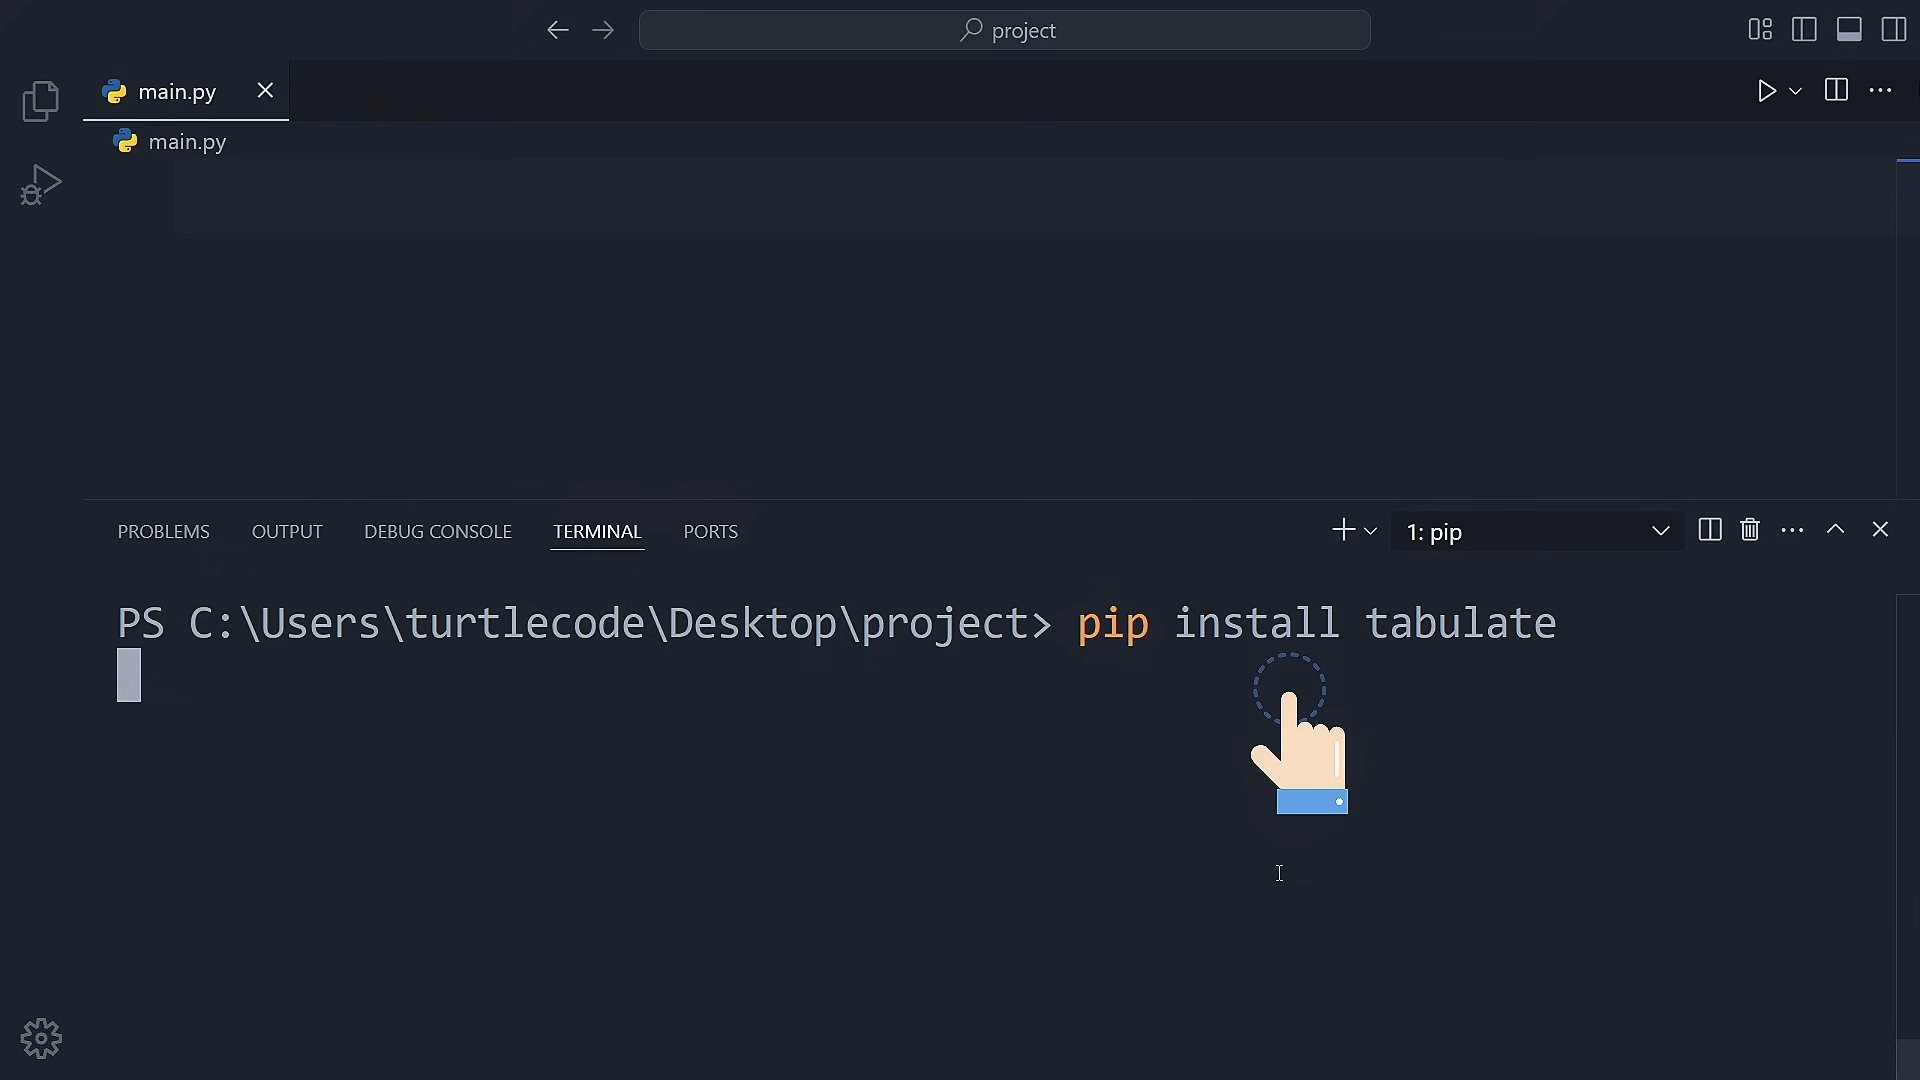 project
main.py
main.py
PROBLEMS OUTPUT DEBUG CONSOLE TERMINAL PORTS 1: pip
PS C:\Users\turtlecode\Desktop\project> pip install tabulate